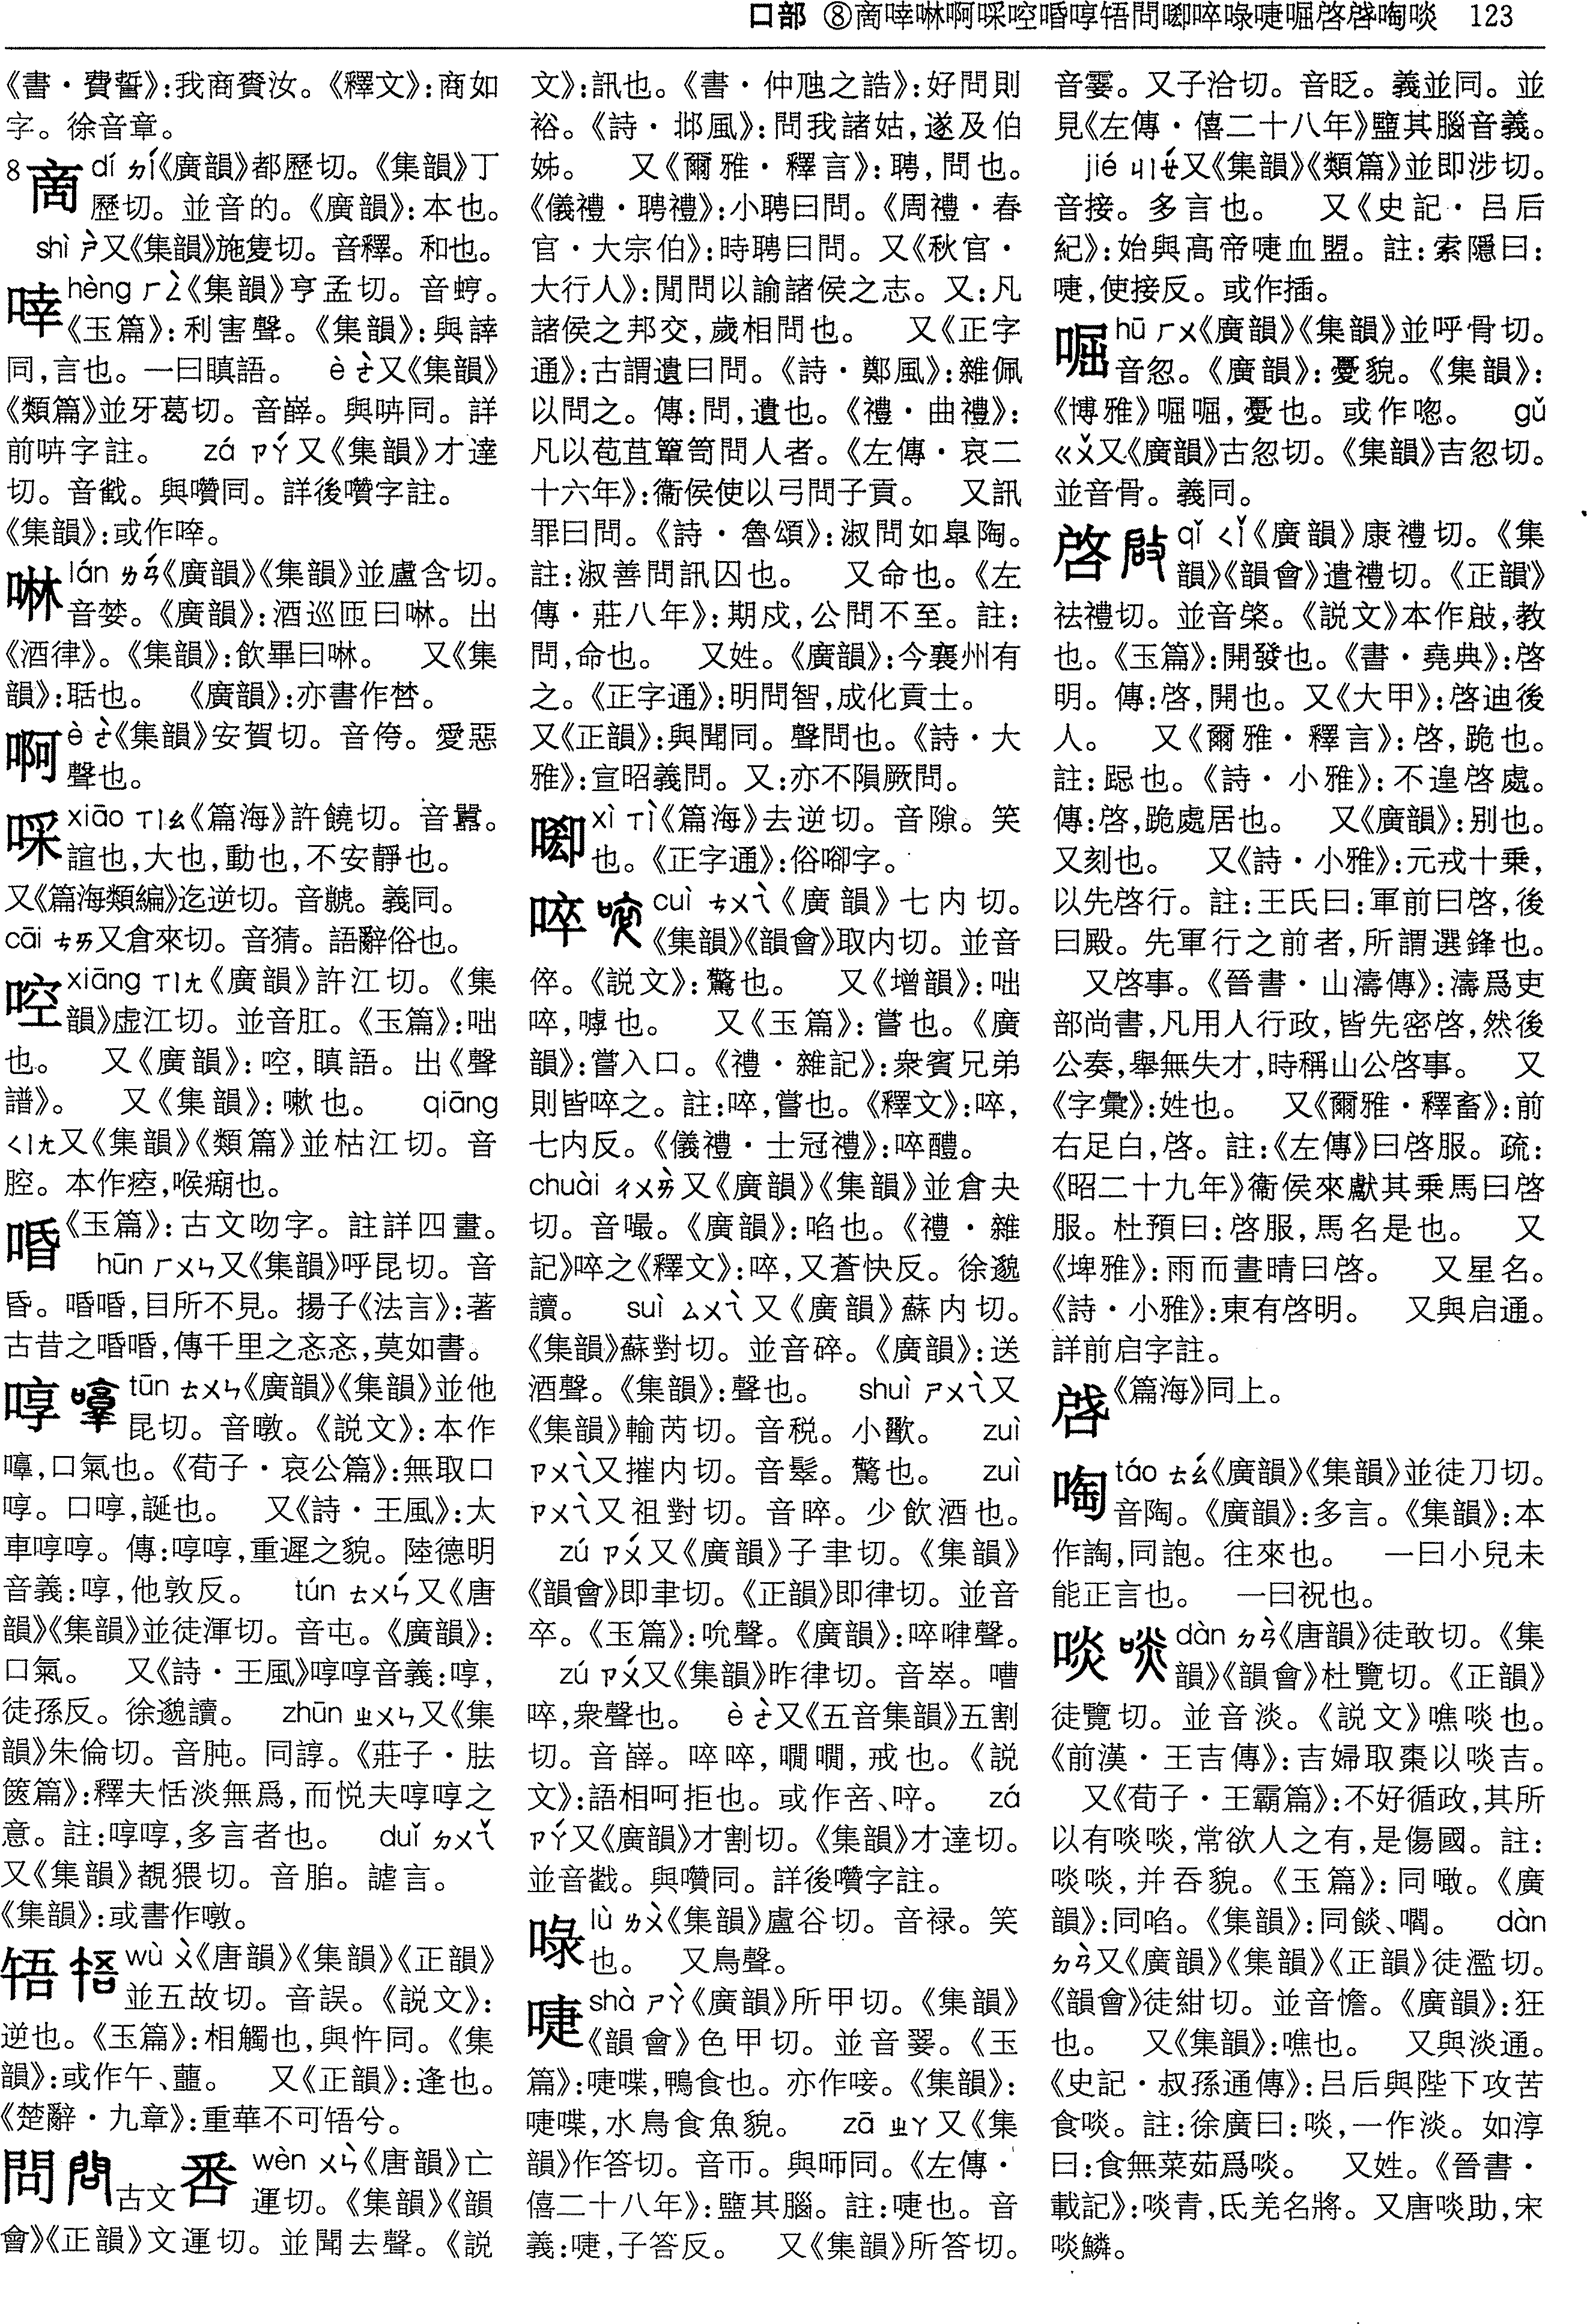 口部 ⑧啇啈啉啊啋啌㖧啍啎問啣啐㖨啑啒啓啔啕啖 123
《書・費誓》:我商賚汝。《釋文》:商如
字。徐音章。
8啇 dí ㄉㄧˊ《廣韻》都歷切。《集韻》丁
歷切。並音的。《廣韻》:本也。
shì ㄕˋ又《集韻》施隻切。音釋。和也。
啈 hèng ㄏㄥˋ《集韻》亨孟切。音䯒。
《玉篇》:利害聲。《集韻》:與誶
同,言也。一曰瞋語。 è ㄜˋ又《集韻》
《類篇》並牙葛切。音嶭。與㖕同。詳
前㖕字註。 zá ㄗㄚˊ又《集韻》才達
切。音巀。與囋同。詳後囋字註。
《集韻》:或作啐。
啉 lán ㄌㄢˊ《廣韻》《集韻》並盧含切。
音婪。《廣韻》:酒巡匝曰啉。出
《酒律》。《集韻》:飲畢曰啉。 又《集
韻》:聒也。 《廣韻》:亦書作㪳。
啊 è ㄜˋ《集韻》安賀切。音侉。愛惡
聲也。
啋 xiāo ㄒㄧㄠ《篇海》許饒切。音囂。
諠也,大也,動也,不安靜也。
又《篇海類編》迄逆切。音虩。義同。
cāi ㄘㄞ又倉來切。音猜。語辭俗也。
啌 xiāng ㄒㄧㄤ《廣韻》許江切。《集
韻》虚江切。並音肛。《玉篇》:咄
也。 又《廣韻》:啌,瞋語。出《聲
譜》。 又《集韻》:嗽也。 qiāng
ㄑㄧㄤ又《集韻》《類篇》並枯江切。音
腔。本作㾤,喉瘤也。
㖧 《玉篇》:古文吻字。註詳四畫。
hūn ㄏㄨㄣ又《集韻》呼昆切。音
昏。㖧㖧,目所不見。揚子《法言》:著
古昔之㖧㖧,傳千里之忞忞,莫如書。
啍 tūn ㄊㄨㄣ《廣韻》《集韻》並他
昆切。音暾。《説文》:本作
𡅐,口氣也。《荀子・哀公篇》:無取口
啍。口啍,誕也。 又《詩・王風》:太
車啍啍。傳:啍啍,重遲之貌。陸德明
音義:啍,他敦反。 tún ㄊㄨㄣˊ又《唐
韻》《集韻》並徒渾切。音屯。《廣韻》:
口氣。 又《詩・王風》啍啍音義:啍,
徒孫反。徐邈讀。 zhūn ㄓㄨㄣ又《集
韻》朱倫切。音肫。同諄。《莊子・胠
篋篇》:釋夫恬淡無爲,而悦夫啍啍之
意。註:啍啍,多言者也。 duǐ ㄉㄨㄟˇ
又《集韻》覩猥切。音䏨。謔言。
《集韻》:或書作噋。
啎 wù ㄨˋ《唐韻》《集韻》《正韻》
並五故切。音誤。《説文》:
逆也。《玉篇》:相觸也,與忤同。《集
韻》:或作午、蘁。 又《正韻》:逢也。
《楚辭・九章》:重華不可啎兮。
問 古文 𠳅 wèn ㄨㄣˋ《唐韻》亡
運切。《集韻》《韻
會》《正韻》文運切。並聞去聲。《説
文》:訊也。《書・仲虺之誥》:好問則
裕。《詩・邶風》:問我諸姑,遂及伯
姊。 又《爾雅・釋言》:聘,問也。
《儀禮・聘禮》:小聘曰問。《周禮・春
官・大宗伯》:時聘曰問。又《秋官・
大行人》:閒問以諭諸侯之志。又:凡
諸侯之邦交,歲相問也。 又《正字
通》:古謂遺曰問。《詩・鄭風》:雜佩
以問之。傳:問,遺也。《禮・曲禮》:
凡以苞苴簞笥問人者。《左傳・哀二
十六年》:衞侯使以弓問子貢。 又訊
罪曰問。《詩・魯頌》:淑問如皋陶。
註:淑善問訊囚也。 又命也。《左
傳・莊八年》:期戍,公問不至。註:
問,命也。 又姓。《廣韻》:今襄州有
之。《正字通》:明問智,成化貢士。
又《正韻》:與聞同。聲問也。《詩・大
雅》:宣昭義問。又:亦不隕厥問。
啣 xì ㄒㄧˋ《篇海》去逆切。音隙。笑
也。《正字通》:俗㗸字。
啐 cuì ㄘㄨㄟˋ《廣韻》七内切。
《集韻》《韻會》取内切。並音
倅。《説文》:驚也。 又《增韻》:咄
啐,嘑也。 又《玉篇》:嘗也。《廣
韻》:嘗入口。《禮・雜記》:衆賓兄弟
則皆啐之。註:啐,嘗也。《釋文》:啐,
七内反。《儀禮・士冠禮》:啐醴。
chuài ㄔㄨㄞˋ又《廣韻》《集韻》並倉夬
切。音嘬。《廣韻》:啗也。《禮・雜
記》啐之《釋文》:啐,又蒼快反。徐邈
讀。 suì ㄙㄨㄟˋ又《廣韻》蘇内切。
《集韻》蘇對切。並音碎。《廣韻》:送
酒聲。《集韻》:聲也。 shuì ㄕㄨㄟˋ又
《集韻》輸芮切。音税。小歠。 zuì
ㄗㄨㄟˋ又摧内切。音䯿。驚也。 zuì
ㄗㄨㄟˋ又祖對切。音晬。少飲酒也。
zú ㄗㄨˊ又《廣韻》子聿切。《集韻》
《韻會》即聿切。《正韻》即律切。並音
卒。《玉篇》:吮聲。《廣韻》:啐㖀聲。
zú ㄗㄨˊ又《集韻》昨律切。音崒。嘈
啐,衆聲也。 è ㄜˋ又《五音集韻》五割
切。音嶭。啐啐,嘺嘺,戒也。《説
文》:語相呵拒也。或作䇂、啈。 zá
ㄗㄚˊ又《廣韻》才割切。《集韻》才達切。
並音巀。與囋同。詳後囋字註。
㖨 lù ㄌㄨˋ《集韻》盧谷切。音禄。笑
也。 又鳥聲。
啑 shà ㄕㄚˋ《廣韻》所甲切。《集韻》
《韻會》色甲切。並音翣。《玉
篇》:啑喋,鴨食也。亦作唼。《集韻》:
啑喋,水鳥食魚貌。 zā ㄓㄚ又《集
韻》作答切。音帀。與咂同。《左傳・
僖二十八年》:盬其腦。註:啑也。音
義:啑,子答反。 又《集韻》所答切。
音霎。又子洽切。音眨。義並同。並
見《左傳・僖二十八年》盬其腦音義。
jié ㄐㄧㄝˊ又《集韻》《類篇》並即涉切。
音接。多言也。 又《史記・吕后
紀》:始與高帝啑血盟。註:索隱曰:
啑,使接反。或作插。
啒 hū ㄏㄨ《廣韻》《集韻》並呼骨切。
音忽。《廣韻》:憂貌。《集韻》:
《博雅》啒啒,憂也。或作唿。 gǔ
ㄍㄨˇ又《廣韻》古忽切。《集韻》吉忽切。
並音骨。義同。
啓 qǐ ㄑㄧˇ《廣韻》康禮切。《集
韻》《韻會》遣禮切。《正韻》
袪禮切。並音棨。《説文》本作啟,教
也。《玉篇》:開發也。《書・堯典》:啓
明。傳:啓,開也。又《大甲》:啓迪後
人。 又《爾雅・釋言》:啓,跪也。
註:跽也。《詩・小雅》:不遑啓處。
傳:啓,跪處居也。 又《廣韻》:别也。
又刻也。 又《詩・小雅》:元戎十乘,
以先啓行。註:王氏曰:軍前曰啓,後
曰殿。先軍行之前者,所謂選鋒也。
又啓事。《晉書・山濤傳》:濤爲吏
部尚書,凡用人行政,皆先密啓,然後
公奏,舉無失才,時稱山公啓事。 又
《字彙》:姓也。 又《爾雅・釋畜》:前
右足白,啓。註:《左傳》曰啓服。疏:
《昭二十九年》衞侯來獻其乘馬曰啓
服。杜預曰:啓服,馬名是也。 又
《埤雅》:雨而晝晴曰啓。 又星名。
《詩・小雅》:東有啓明。 又與启通。
詳前启字註。
啔 《篇海》同上。
啕 táo ㄊㄠˊ《廣韻》《集韻》並徒刀切。
音陶。《廣韻》:多言。《集韻》:本
作詢,同詾。往來也。 一曰小兒未
能正言也。 一曰祝也。
啖 dàn ㄉㄢˋ《唐韻》徒敢切。《集
韻》《韻會》杜覽切。《正韻》
徒覽切。並音淡。《説文》噍啖也。
《前漢・王吉傳》:吉婦取棗以啖吉。
又《荀子・王霸篇》:不好循政,其所
以有啖啖,常欲人之有,是傷國。註:
啖啖,并吞貌。《玉篇》:同噉。《廣
韻》:同啗。《集韻》:同餤、嚪。 dàn
ㄉㄢˋ又《廣韻》《集韻》《正韻》徒濫切。
《韻會》徒紺切。並音憺。《廣韻》:狂
也。 又《集韻》:噍也。 又與淡通。
《史記・叔孫通傳》:吕后與陛下攻苦
食啖。註:徐廣曰:啖,一作淡。如淳
曰:食無菜茹爲啖。 又姓。《晉書・
載記》:啖青,氐羌名將。又唐啖助,宋
啖鱗。